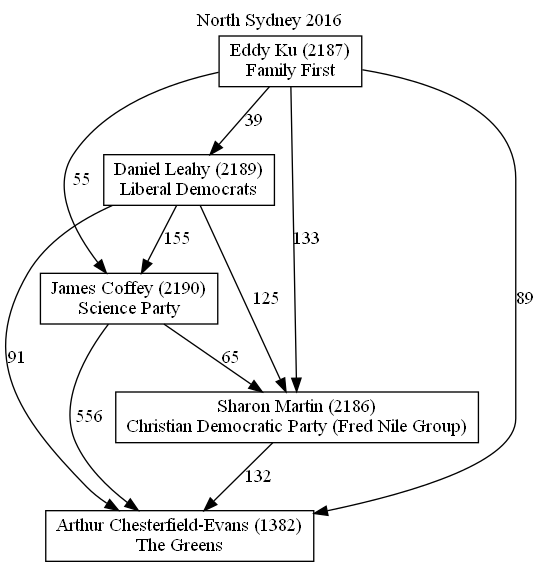 North Sydney 2016
Eddy Ku (2187)
Family First
39
Daniel Leahy (2189)
Liberal Democrats
55
155
133
James Coffey (2190)
Science Party
125
89
91
65
Sharon Martin (2186)
Christian Democratic Party (Fred Nile Group)
556
132
Arthur Chesterfield-Evans (1382)
The Greens